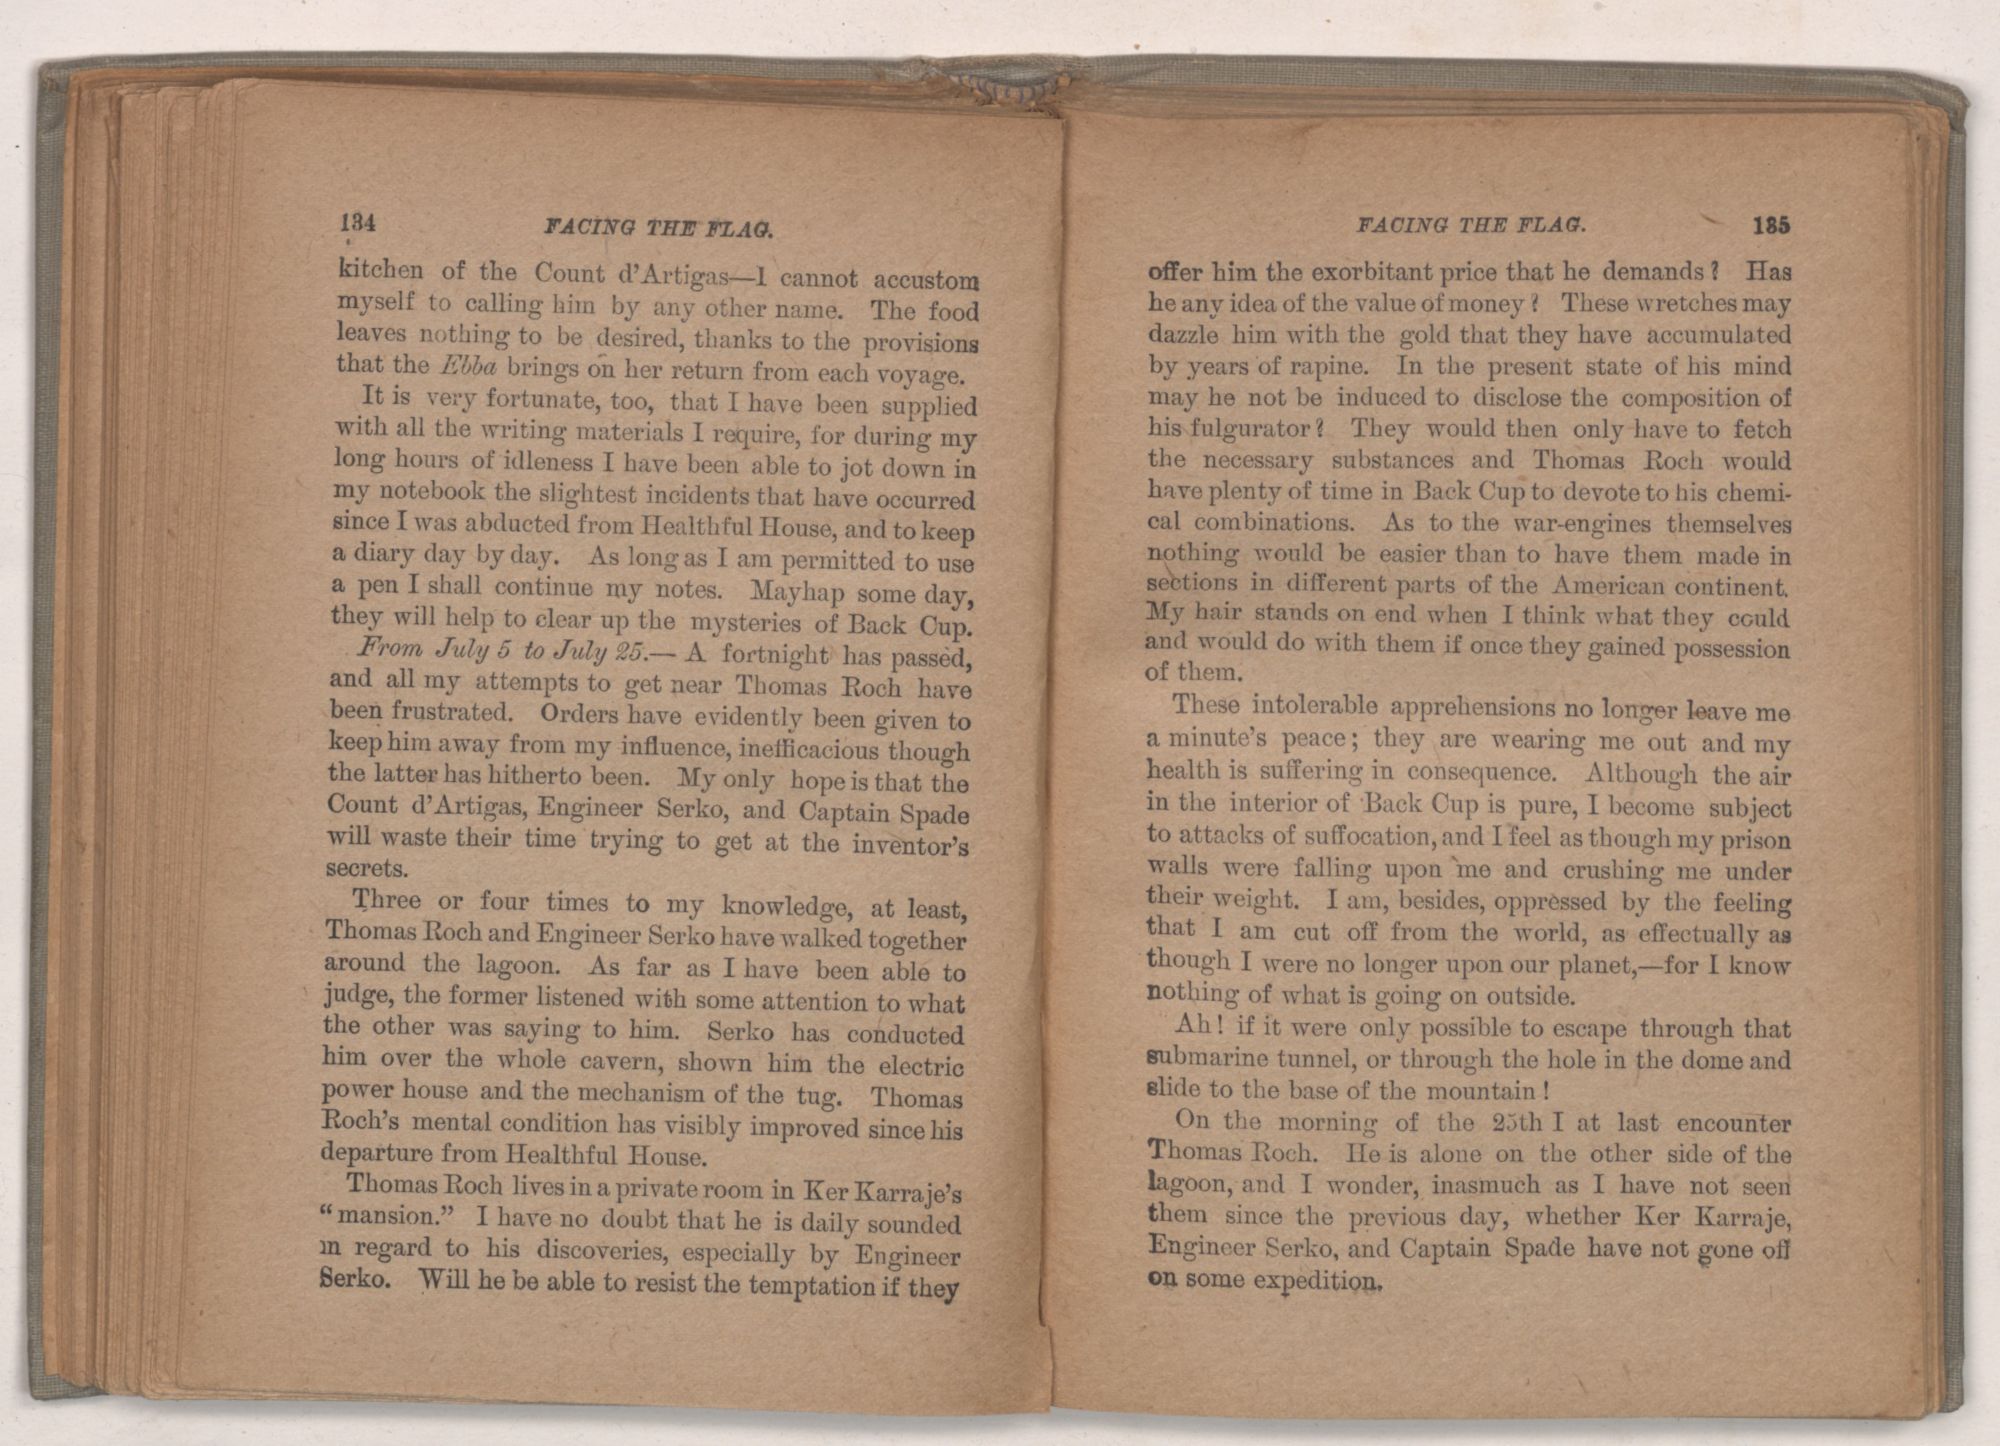 134 FACING THE FLAG.
kitchen of the Count d'Artigas—I cannot accustom
myself to calling him by any other name. The food
leaves nothing to be desired, thanks to the provisions
that the Ebba brings on her return from each voyage.
It is very fortunate, too, that I have been supplied
with all the writing materials I require, for during my
long hours of idleness I have been able to jot down in
my notebook the slightest incidents that have occurred
since I was abducted from Healthful House, and to keep
a diary day by day. As long as I am permitted to use
a pen I shall continue my notes. Mayhap some day,
they will help to clear up the mysteries of Back Cup.
From July 5 to July 25.— A fortnight has passed,
and all my attempts to get near Thomas Roch have
been frustrated. Orders have evidently been given to
keep him away from my influence, inefficacious though
the latter has hitherto been. My only hope is that the
Count d'Artigas, Engineer Serko, and Captain Spade
will waste their time trying to get at the inventor's
secrets.
Three or four times to my knowledge, at least,
Thomas Roch and Engineer Serko have walked together
around the lagoon. As far as I have been able to
judge, the former listened with some attention to what
the other was saying to him. Serko has conducted
him over the whole cavern, shown him the electric
power house and the mechanism of the tug. Thomas
Roch's mental condition has visibly improved since his
departure from Healthful House.
Thomas Roch lives in a private room in Ker Karraje's
"mansion." I have no doubt that he is daily sounded
in regard to his discoveries, especially by Engineer
Serko. Will he be able to resist the temptation if they
FACING THE FLAG. 135
offer him the exorbitant price that he demands? Has
he any idea of the value of money? These wretches may
dazzle him with the gold that they have accumulated
by years of rapine. In the present state of his mind
may he not be induced to disclose the composition of
his fulgurator? They would then only have to fetch
the necessary substances and Thomas Roch would
have plenty of time in Back Cup to devote to his chemi-
cal combinations. As to the war-engines themselves
nothing would be easier than to have them made in
sections in different parts of the American continent.
My hair stands on end when I think what they could
and would do with them if once they gained possession
of them.
These intolerable apprehensions no longer leave me
a minute's peace; they are wearing me out and my
health is suffering in consequence. Although the air
in the interior of Back Cup is pure, I become subject
to attacks of suffocation, and I feel as though my prison
walls were falling upon me and crushing me under
their weight. I am, besides, oppressed by the feeling
that I am cut off from the world, as effectually as
though I were no longer upon our planet,—for I know
nothing of what is going on outside.
Ah! if it were only possible to escape through that
submarine tunnel, or through the hole in the dome and
slide to the base of the mountain!
On the morning of the 25th I at last encounter
Thomas Roch. He is alone on the other side of the
lagoon, and I wonder, inasmuch as I have not seen
them since the previous day, whether Ker Karraje,
Engineer Serko, and Captain Spade have not gone off
on some expedition.